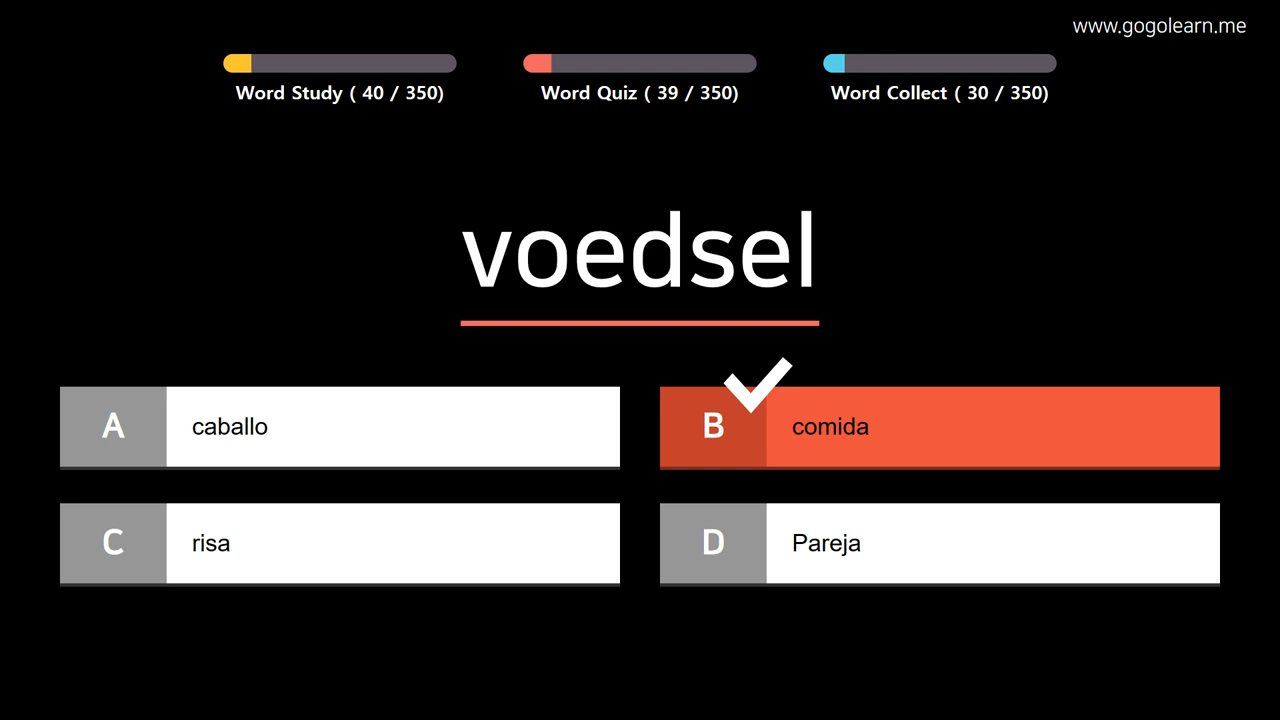 www.gogolearn.me
Word Study ( 40 / 350)
Word Quiz ( 39 / 350)
Word Collect ( 30 / 350)
voedsel
A caballo
B comida
C risa
D Pareja